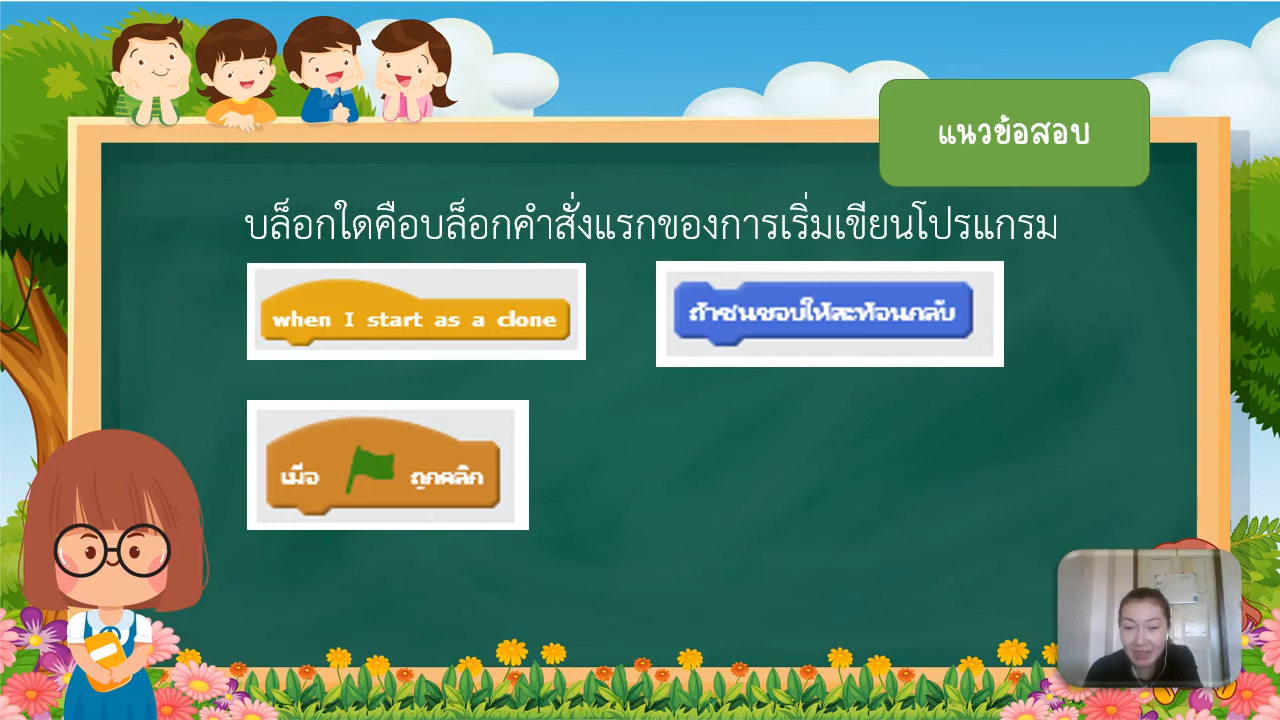 แนวข้อสอบ
บล็อกใดคือบล็อกคำสั่งแรกของการเริ่มเขียนโปรแกรม
when I start as a clone
ถ้าชนขอบให้สะท้อนกลับ
เมื่อ ถูกคลิก